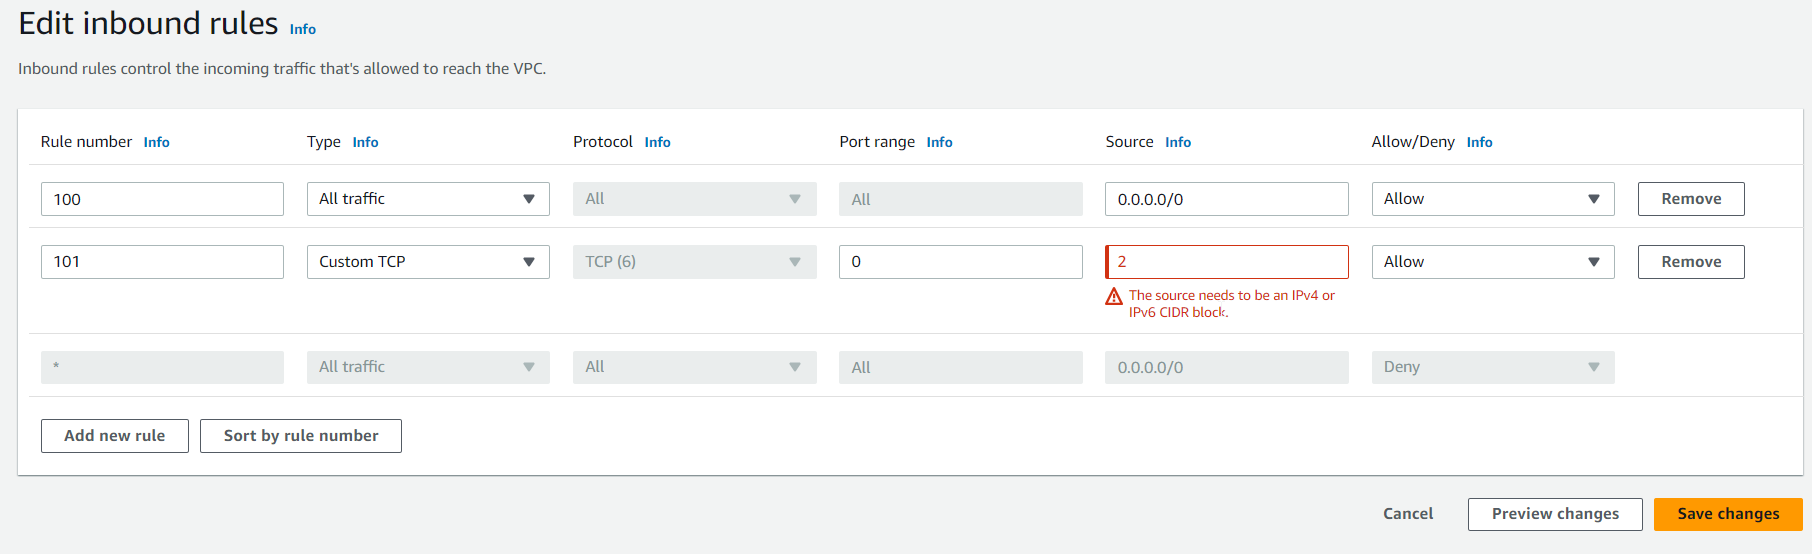 Edit inbound rules Info
Inbound rules control the incoming traffic that's allowed to reach the VPC.
Rule number Info Type Info Protocol Info Port range Info Source Info Allow/Deny Info
100 All traffic All All 0.0.0.0/0 Allow Remove
101 Custom TCP TCP (6) 0 2 Allow Remove
The source needs to be an IPv4 or
IPv6 CIDR block.
* All traffic All All 0.0.0.0/0 Deny
Add new rule Sort by rule number
Cancel Preview changes Save changes